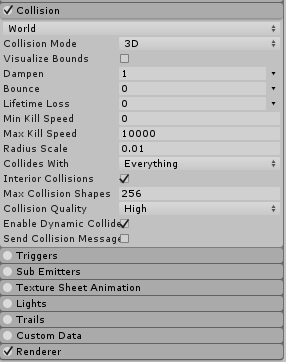 Collision
World
Collision Mode 3D
Visualize Bounds
Dampen 1
Bounce 0
Lifetime Loss 0
Min Kill Speed 0
Max Kill Speed 10000
Radius Scale 0.01
Collides With Everything
Interior Collisions
Max Collision Shapes 256
Collision Quality High
Enable Dynamic Collide
Send Collision Message
Triggers
Sub Emitters
Texture Sheet Animation
Lights
Trails
Custom Data
Renderer